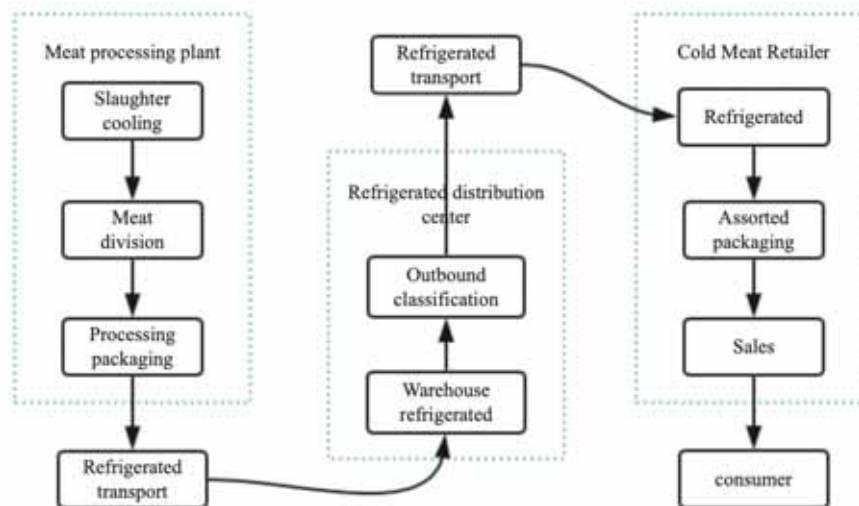 Meat processing plant
Slaughter
cooling
Meat
division
Processing
packaging
Refrigerated
transport
Refrigerated
transport
Refrigerated distribution
center
Outbound
classification
Warehouse
refrigerated
Cold Meat Retailer
Refrigerated
Assorted
packaging
Sales
consumer